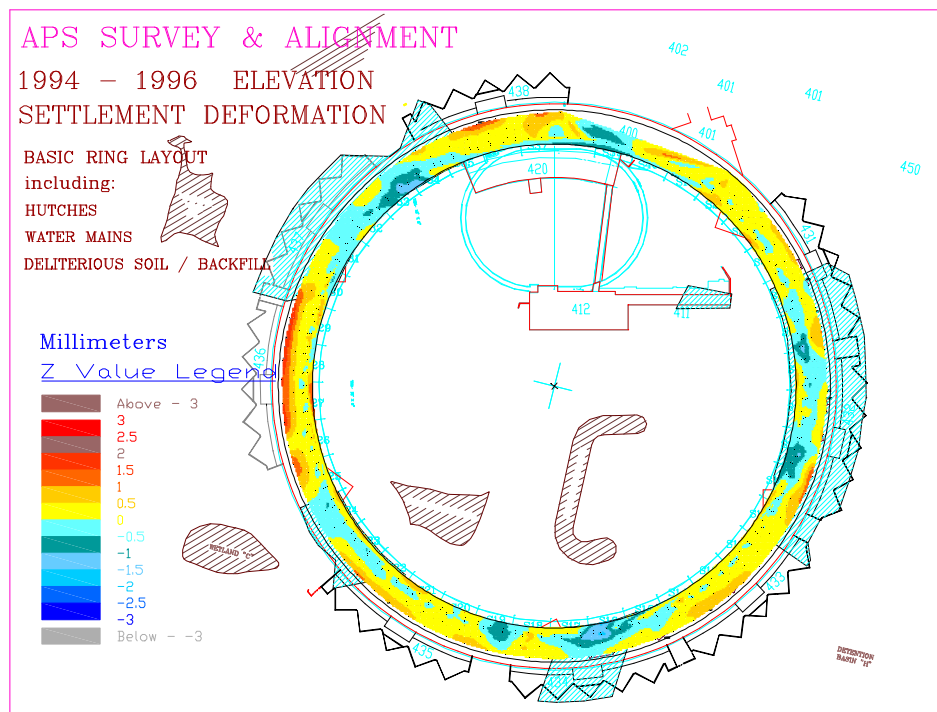 APS SURVEY & ALIGNMENT
1994 - 1996 ELEVATION
SETTLEMENT DEFORMATION
BASIC RING LAYOUT
including:
HUTCHES
WATER MAINS
DELITERIOUS SOIL / BACKFILL
Millimeters
Z Value Legend
Above - 3
3
2.5
2
1.5
1
0.5
0
-0.5
-1
-1.5
-2
-2.5
-3
Below - -3
402
401
401
401
400
450
438
420
431
412
411
436
433
435
WETLAND "C"
DETENTION
BASIN "H"